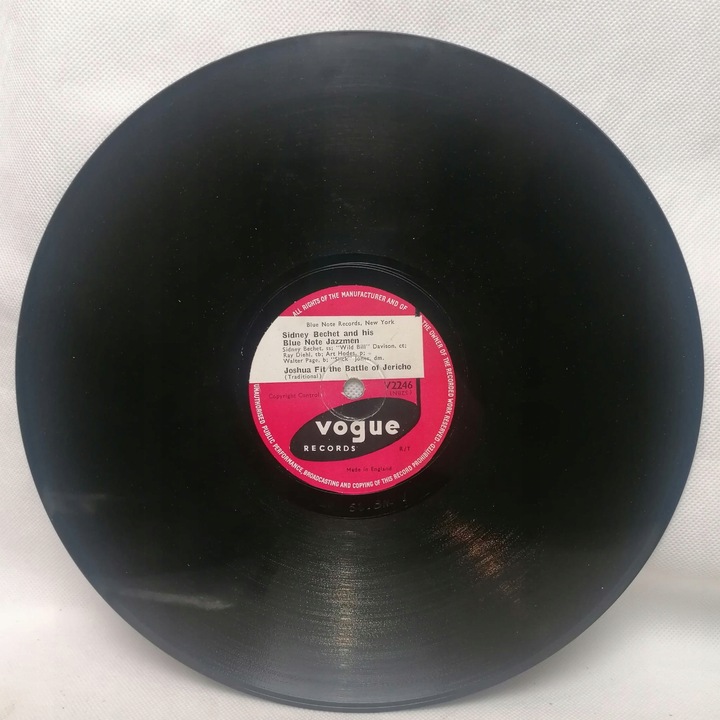 ALL RIGHTS OF THE MANUFACTURER AND OF THE OWNER OF THE RECORDED WORK RESERVED.
UNAUTHORISED PUBLIC PERFORMANCE, BROADCASTING AND COPYING OF THIS RECORD PROHIBITED.
Blue Note Records, New York
Sidney Bechet and his
Blue Note Jazzmen
Sidney Bechet, ss; "Wild Bill" Davison, ct;
Ray Diehl, tb; Art Hodes, p;
Walter Page, b; "Slick" Jones, dm.
Joshua Fit the Battle of Jericho
(Traditional)
V2246
Copyright Control
vogue
RECORDS
R/T
Made in England